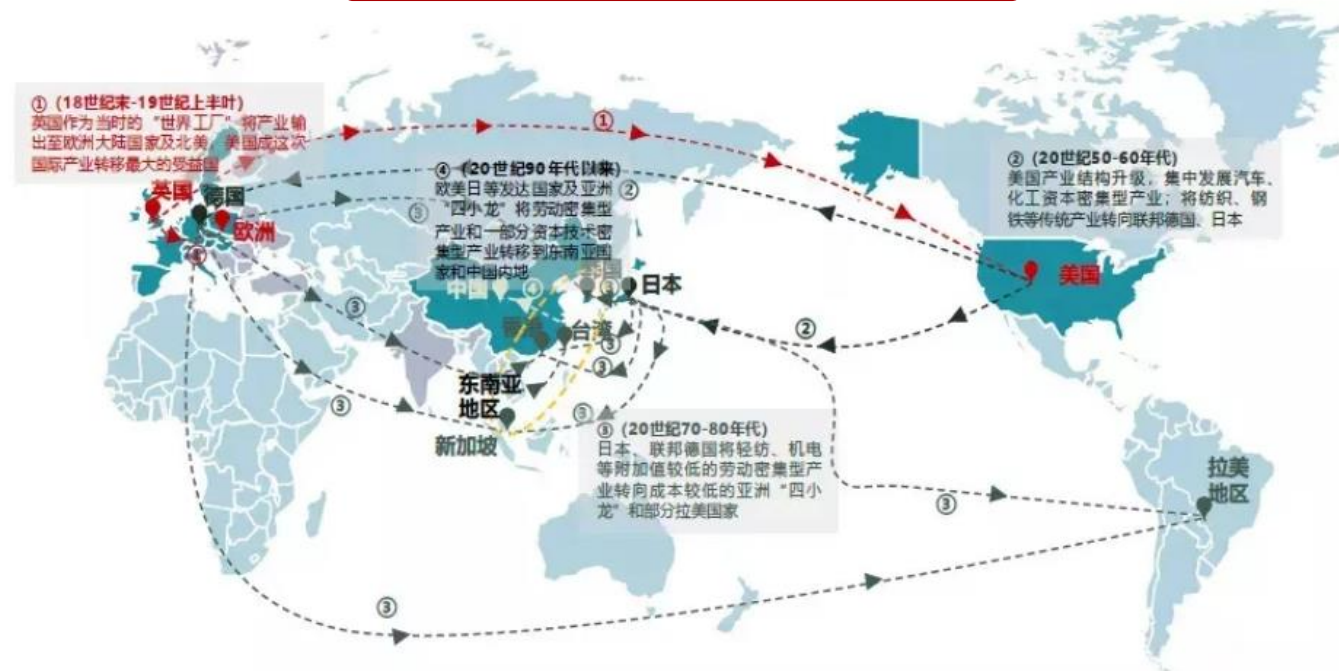 ①（18世纪末-19世纪上半叶）
英国作为当时的“世界工厂”将产业输
出至欧洲大陆国家及北美，美国成这次
国际产业转移最大的受益国
①
④（20世纪90年代以来）
欧美日等发达国家及亚洲
“四小龙”将劳动密集型
产业和一部分资本技术密
集型产业转移到东南亚国
家和中国内地
②
②（20世纪50-60年代）
美国产业结构升级，集中发展汽车、
化工资本密集型产业；将纺织、钢
铁等传统产业转向联邦德国、日本
英国
德国
欧洲
①
美国
中国
④
日本
③
台湾
②
③
③
东南亚
地区
③
③
新加坡
③（20世纪70-80年代）
日本、联邦德国将轻纺、机电
等附加值较低的劳动密集型产
业转向成本较低的亚洲“四小
龙”和部分拉美国家
拉美
地区
③
③